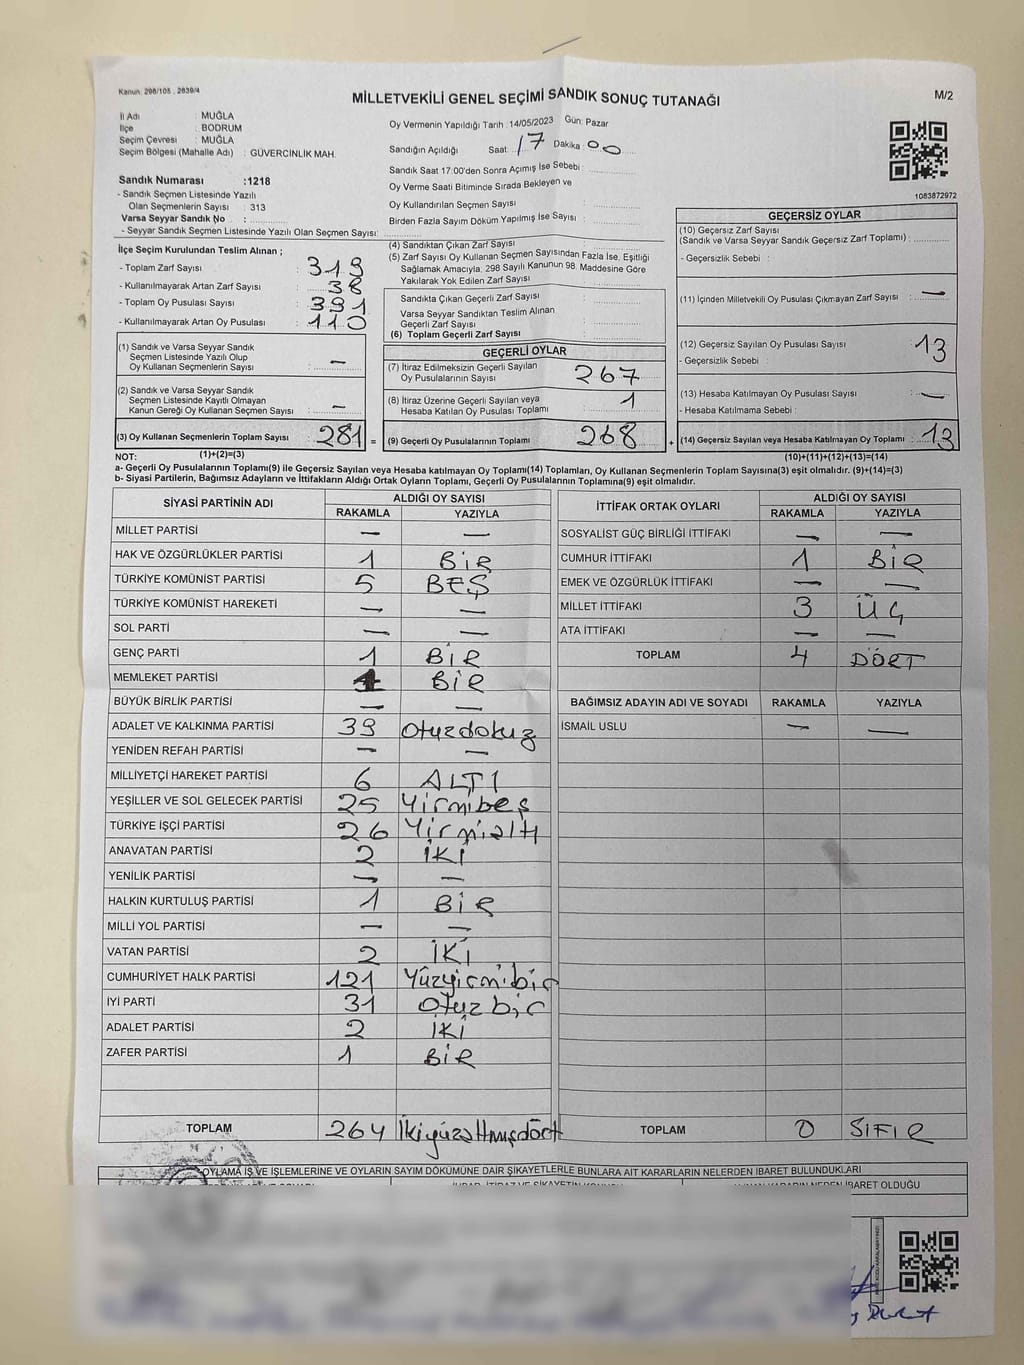 Kanun: 298/105 , 2839/4
MİLLETVEKİLİ GENEL SEÇİMİ SANDIK SONUÇ TUTANAĞI
M/2
İl Adı : MUĞLA
İlçe : BODRUM
Seçim Çevresi : MUĞLA
Seçim Bölgesi (Mahalle Adı) : GÜVERCİNLİK MAH.
Oy Vermenin Yapıldığı Tarih :14/05/2023 Gün: Pazar
Sandığın Açıldığı Saat : 17 Dakika : 00
Sandık Saat 17:00'den Sonra Açımış İse Sebebi :
Oy Verme Saati Bitiminde Sırada Bekleyen ve
Oy Kullandırılan Seçmen Sayısı :
Birden Fazla Sayım Döküm Yapılmış İse Sayısı :
1083872972
Sandık Numarası :1218
- Sandık Seçmen Listesinde Yazılı
Olan Seçmenlerin Sayısı : 313
Varsa Seyyar Sandık No :
- Seyyar Sandık Seçmen Listesinde Yazılı Olan Seçmen Sayısı:
İlçe Seçim Kurulundan Teslim Alınan ;
- Toplam Zarf Sayısı : 319
- Kullanılmayarak Artan Zarf Sayısı : 38
- Toplam Oy Pusulası Sayısı : 391
- Kullanılmayarak Artan Oy Pusulası : 110
(1) Sandık ve Varsa Seyyar Sandık
Seçmen Listesinde Yazılı Olup
Oy Kullanan Seçmenlerin Sayısı : —
(2) Sandık ve Varsa Seyyar Sandık
Seçmen Listesinde Kayıtlı Olmayan
Kanun Gereği Oy Kullanan Seçmen Sayısı : —
(3) Oy Kullanan Seçmenlerin Toplam Sayısı : 281 =
(4) Sandıktan Çıkan Zarf Sayısı :
(5) Zarf Sayısı Oy Kullanan Seçmen Sayısından Fazla İse, Eşitliği
Sağlamak Amacıyla, 298 Sayılı Kanunun 98. Maddesine Göre
Yakılarak Yok Edilen Zarf Sayısı :
Sandıkta Çıkan Geçerli Zarf Sayısı :
Varsa Seyyar Sandıktan Teslim Alınan
Geçerli Zarf Sayısı :
(6) Toplam Geçerli Zarf Sayısı :
GEÇERLİ OYLAR
(7) İtiraz Edilmeksizin Geçerli Sayılan
Oy Pusulalarının Sayısı : 267
(8) İtiraz Üzerine Geçerli Sayılan veya
Hesaba Katılan Oy Pusulası Toplamı : 1
(9) Geçerli Oy Pusulalarının Toplamı : 268 +
GEÇERSİZ OYLAR
(10) Geçersiz Zarf Sayısı
(Sandık ve Varsa Seyyar Sandık Geçersiz Zarf Toplamı) :
- Geçersizlik Sebebi :
(11) İçinden Milletvekili Oy Pusulası Çıkmayan Zarf Sayısı : —
(12) Geçersiz Sayılan Oy Pusulası Sayısı : 13
- Geçersizlik Sebebi :
(13) Hesaba Katılmayan Oy Pusulası Sayısı : —
- Hesaba Katılmama Sebebi :
(14) Geçersiz Sayılan veya Hesaba Katılmayan Oy Toplamı : 13
NOT: (1)+(2)=(3) (10)+(11)+(12)+(13)=(14)
a- Geçerli Oy Pusulalarının Toplamı(9) ile Geçersiz Sayılan veya Hesaba katılmayan Oy Toplamı(14) Toplamları, Oy Kullanan Seçmenlerin Toplam Sayısına(3) eşit olmalıdır. (9)+(14)=(3)
b- Siyasi Partilerin, Bağımsız Adayların ve İttifakların Aldığı Ortak Oyların Toplamı, Geçerli Oy Pusulalarının Toplamına(9) eşit olmalıdır.
SİYASİ PARTİNİN ADI ALDIĞI OY SAYISI
RAKAMLA YAZIYLA
MİLLET PARTİSİ — —
HAK VE ÖZGÜRLÜKLER PARTİSİ 1 BİR
TÜRKİYE KOMÜNİST PARTİSİ 5 BEŞ
TÜRKİYE KOMÜNİST HAREKETİ — —
SOL PARTİ — —
GENÇ PARTİ 1 BİR
MEMLEKET PARTİSİ 1 BİR
BÜYÜK BİRLİK PARTİSİ — —
ADALET VE KALKINMA PARTİSİ 39 otuzdokuz
YENİDEN REFAH PARTİSİ — —
MİLLİYETÇİ HAREKET PARTİSİ 6 ALTI
YEŞİLLER VE SOL GELECEK PARTİSİ 25 Yirmibeş
TÜRKİYE İŞÇİ PARTİSİ 26 Yirmialtı
ANAVATAN PARTİSİ 2 İKİ
YENİLİK PARTİSİ — —
HALKIN KURTULUŞ PARTİSİ 1 BİR
MİLLİ YOL PARTİSİ — —
VATAN PARTİSİ 2 İKİ
CUMHURİYET HALK PARTİSİ 121 Yüzyirmibir
İYİ PARTİ 31 otuzbir
ADALET PARTİSİ 2 İKİ
ZAFER PARTİSİ 1 BİR
TOPLAM 264 İkiyüzaltmışdört
İTTİFAK ORTAK OYLARI ALDIĞI OY SAYISI
RAKAMLA YAZIYLA
SOSYALİST GÜÇ BİRLİĞİ İTTİFAKI — —
CUMHUR İTTİFAKI 1 BİR
EMEK VE ÖZGÜRLÜK İTTİFAKI — —
MİLLET İTTİFAKI 3 ÜÇ
ATA İTTİFAKI — —
TOPLAM 4 DÖRT
BAĞIMSIZ ADAYIN ADI VE SOYADI RAKAMLA YAZIYLA
İSMAİL USLU — —
TOPLAM 0 SIFIR
OYLAMA İŞ VE İŞLEMLERİNE VE OYLARIN SAYIM DÖKÜMÜNE DAİR ŞİKAYETLERLE BUNLARA AİT KARARLARIN NELERDEN İBARET BULUNDUKLARI